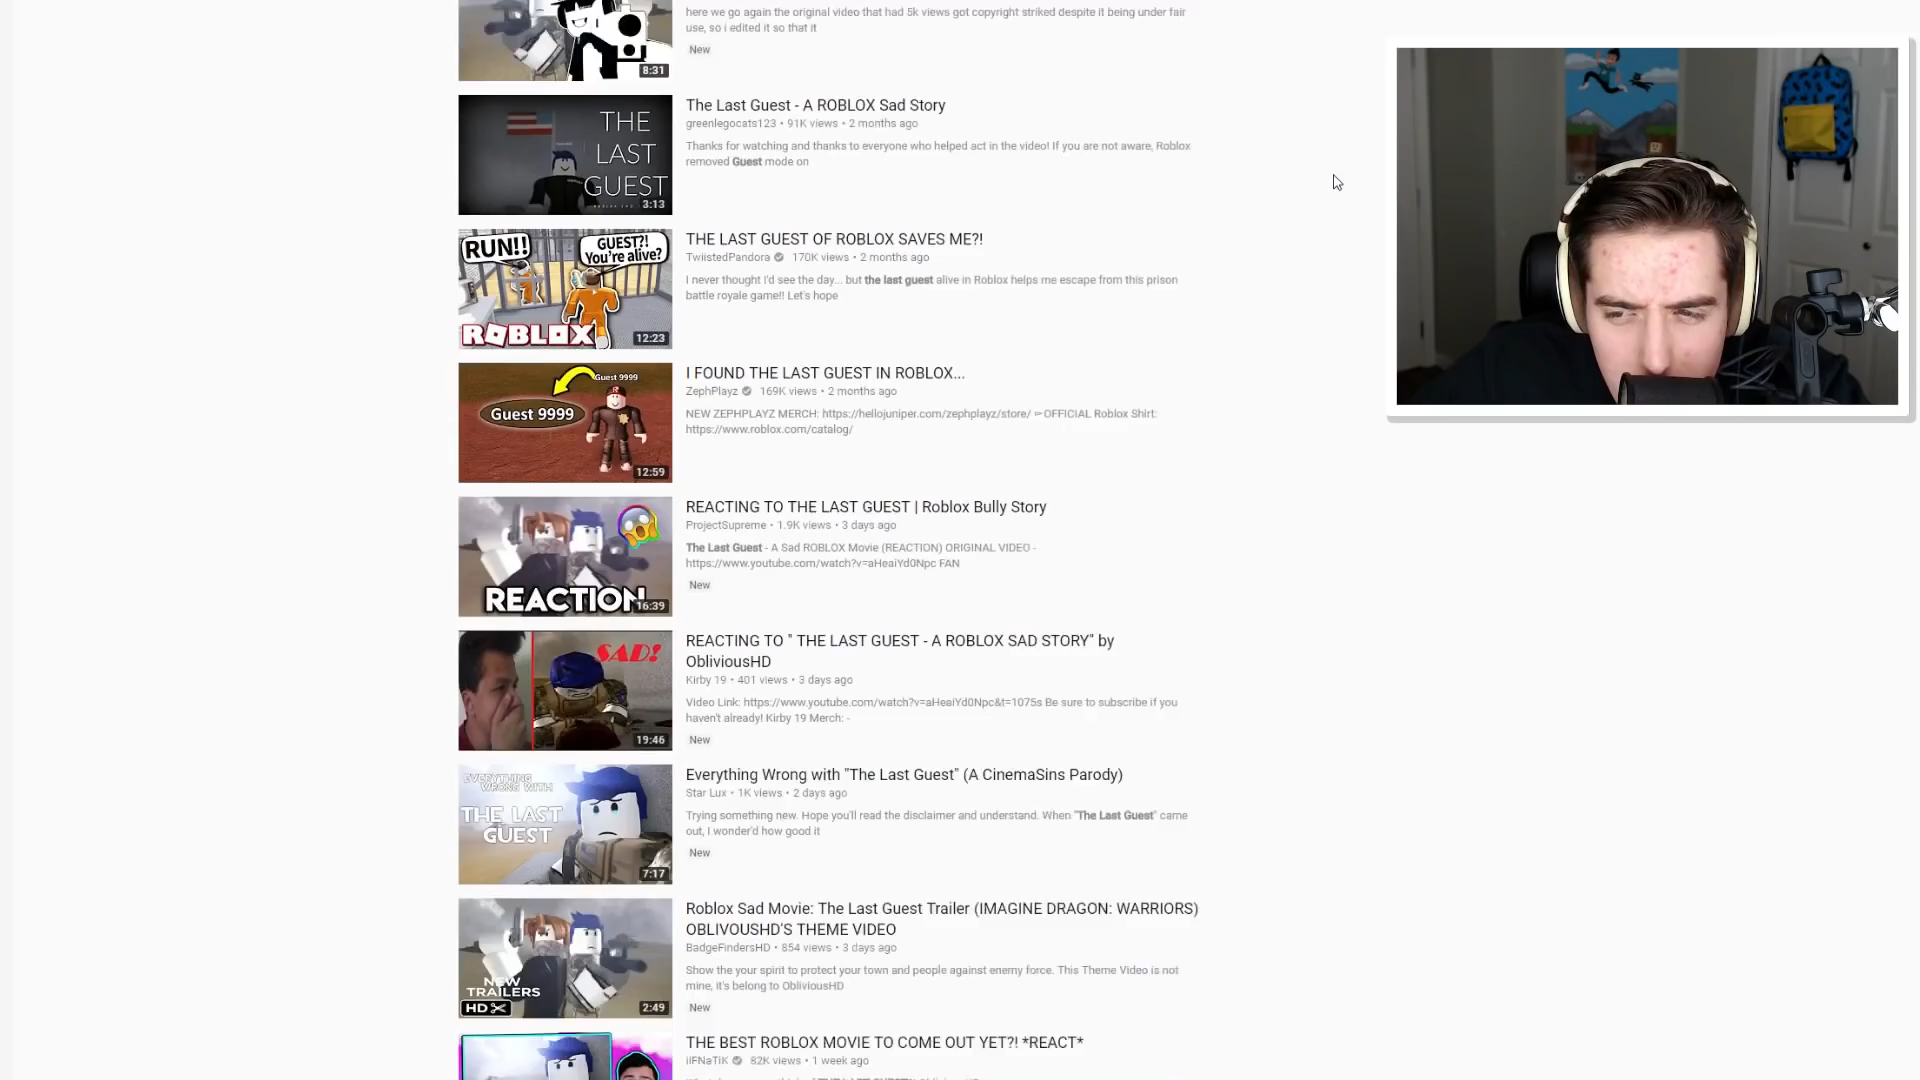 here we go again the original video that had 5k views got copyright striked despite it being under fair
use, so i edited it so that it
New
8:31
THE
LAST
GUEST
3:13
The Last Guest - A ROBLOX Sad Story
greenlegocats123 • 91K views • 2 months ago
Thanks for watching and thanks to everyone who helped act in the video! If you are not aware, Roblox
removed Guest mode on
RUN!!
GUEST?!
You're alive?
ROBLOX
12:23
THE LAST GUEST OF ROBLOX SAVES ME?!
TwiistedPandora 170K views • 2 months ago
I never thought I'd see the day... but the last guest alive in Roblox helps me escape from this prison
battle royale game!! Let's hope
Guest 9999
Guest 9999
12:59
I FOUND THE LAST GUEST IN ROBLOX...
ZephPlayz 169K views • 2 months ago
NEW ZEPHPLAYZ MERCH: https://hellojuniper.com/zephplayz/store/ ➳OFFICIAL Roblox Shirt:
https://www.roblox.com/catalog/
REACTION
16:39
REACTING TO THE LAST GUEST | Roblox Bully Story
ProjectSupreme • 1.9K views • 3 days ago
The Last Guest - A Sad ROBLOX Movie (REACTION) ORIGINAL VIDEO -
https://www.youtube.com/watch?v=aHeaiYd0Npc FAN
New
SAD!
19:46
REACTING TO " THE LAST GUEST - A ROBLOX SAD STORY" by
ObliviousHD
Kirby 19 • 401 views • 3 days ago
Video Link: https://www.youtube.com/watch?v=aHeaiYd0Npc&t=1075s Be sure to subscribe if you
haven't already! Kirby 19 Merch: -
New
EVERYTHING
WRONG WITH
THE LAST
GUEST
7:17
Everything Wrong with "The Last Guest" (A CinemaSins Parody)
Star Lux • 1K views • 2 days ago
Trying something new. Hope you'll read the disclaimer and understand. When "The Last Guest" came
out, I wonder'd how good it
New
NEW
TRAILERS
HD
2:49
Roblox Sad Movie: The Last Guest Trailer (IMAGINE DRAGON: WARRIORS)
OBLIVOUSHD'S THEME VIDEO
BadgeFindersHD • 854 views • 3 days ago
Show the your spirit to protect your town and people against enemy force. This Theme Video is not
mine, it's belong to ObliviousHD
New
THE BEST ROBLOX MOVIE TO COME OUT YET?! *REACT*
iiFNaTiK 82K views • 1 week ago